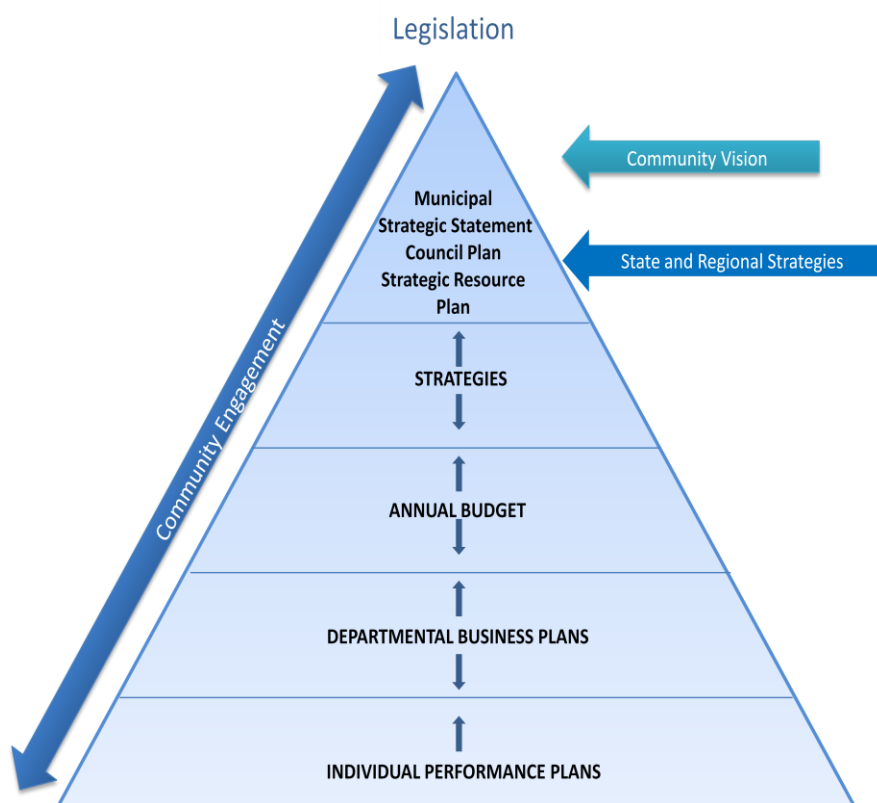 Legislation
Community Vision
Municipal
Strategic Statement
Council Plan
Strategic Resource
Plan
State and Regional Strategies
Community Engagement
STRATEGIES
ANNUAL BUDGET
DEPARTMENTAL BUSINESS PLANS
INDIVIDUAL PERFORMANCE PLANS